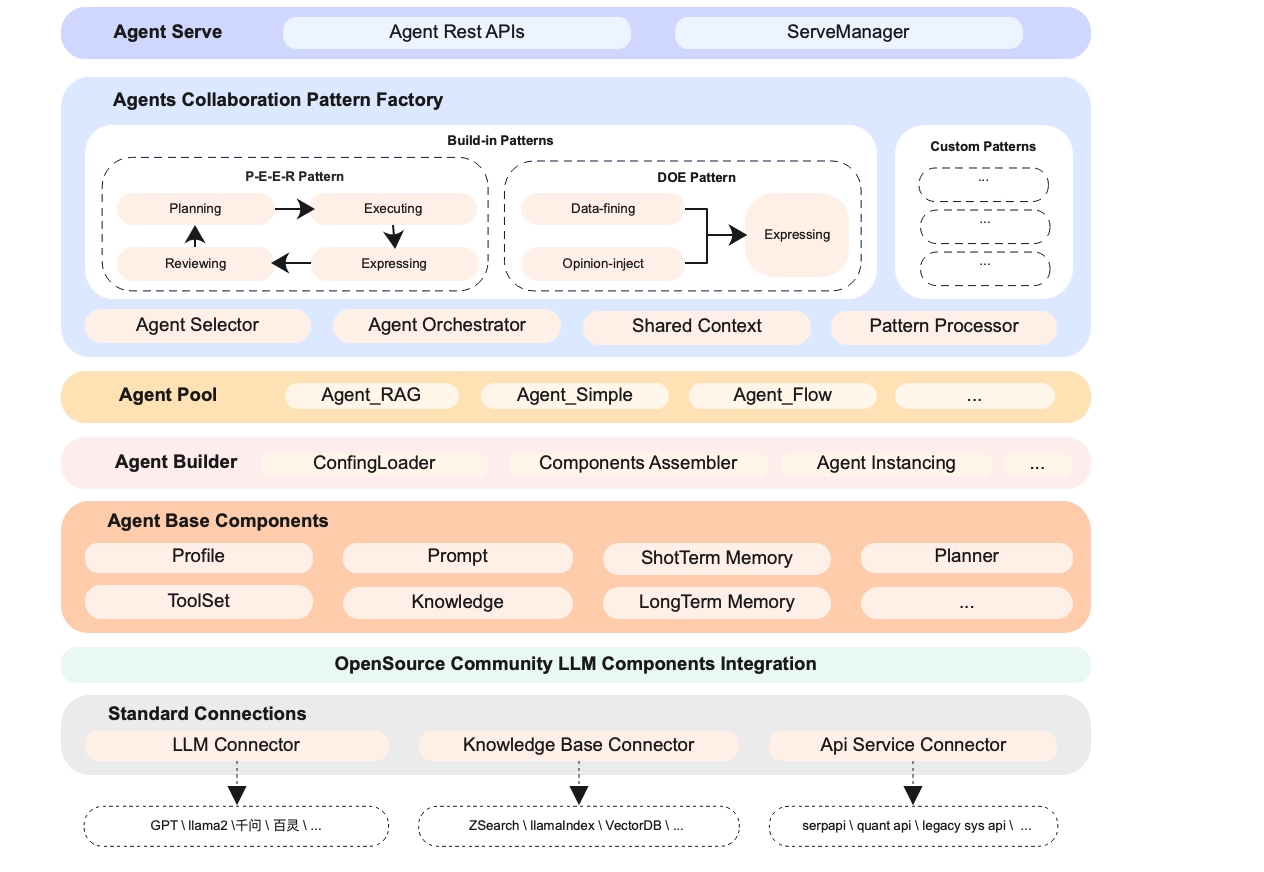 Agent Serve
Agent Rest APIs
ServeManager
Agents Collaboration Pattern Factory
Build-in Patterns
P-E-E-R Pattern
Planning
Executing
Reviewing
Expressing
DOE Pattern
Data-fining
Opinion-inject
Expressing
Custom Patterns
...
...
...
Agent Selector
Agent Orchestrator
Shared Context
Pattern Processor
Agent Pool
Agent_RAG
Agent_Simple
Agent_Flow
...
Agent Builder
ConfingLoader
Components Assembler
Agent Instancing
...
Agent Base Components
Profile
Prompt
ShotTerm Memory
Planner
ToolSet
Knowledge
LongTerm Memory
...
OpenSource Community LLM Components Integration
Standard Connections
LLM Connector
Knowledge Base Connector
Api Service Connector
GPT \ llama2 \千问 \ 百灵 \ ...
ZSearch \ llamaIndex \ VectorDB \ ...
serpapi \ quant api \ legacy sys api \ ...